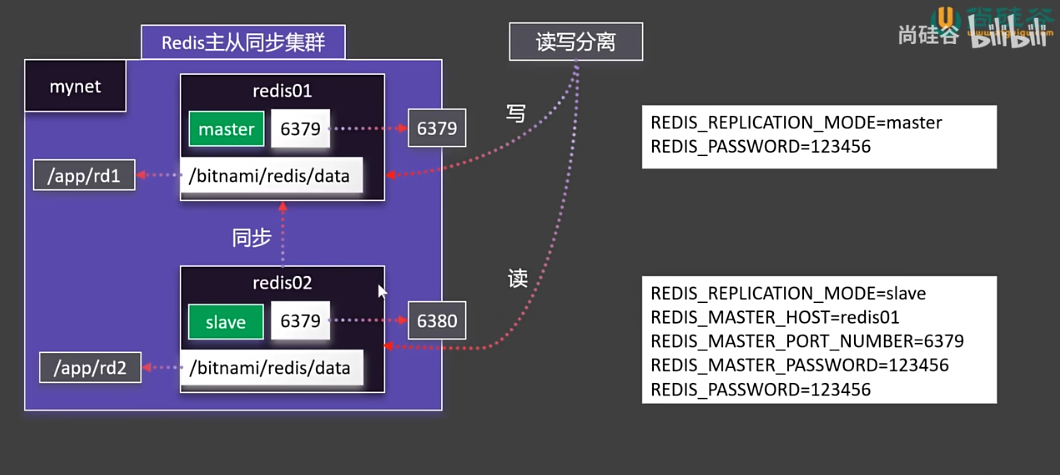 尚硅谷
bilibili
Redis主从同步集群
读写分离
mynet
redis01
master
6379
6379
写
/app/rd1
/bitnami/redis/data
REDIS_REPLICATION_MODE=master
REDIS_PASSWORD=123456
同步
redis02
slave
6379
6380
读
/app/rd2
/bitnami/redis/data
REDIS_REPLICATION_MODE=slave
REDIS_MASTER_HOST=redis01
REDIS_MASTER_PORT_NUMBER=6379
REDIS_MASTER_PASSWORD=123456
REDIS_PASSWORD=123456